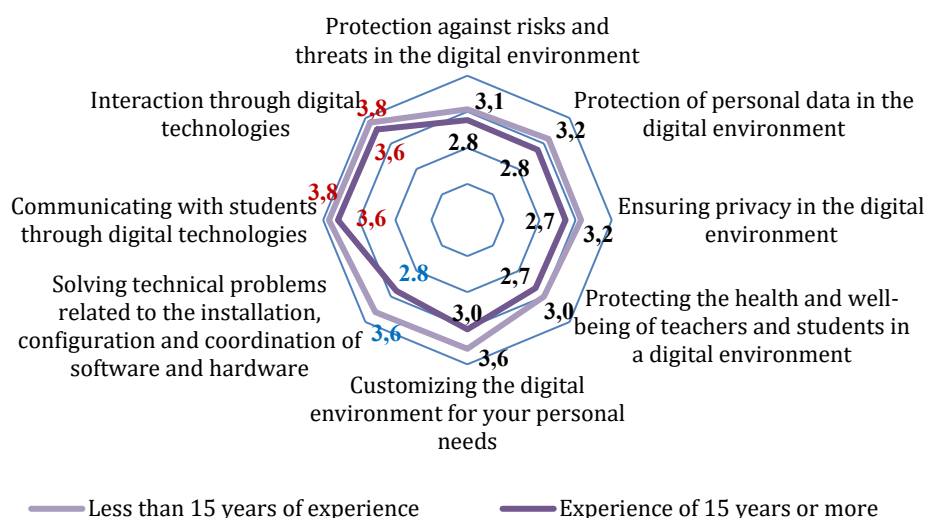 Protection against risks and
threats in the digital environment
Interaction through digital
technologies
3,8
3,1
Protection of personal data in the
digital environment
3,2
3,6
2.8
2.8
Communicating with students
through digital technologies
3,8
3,6
2,7
Ensuring privacy in the digital
environment
3,2
Solving technical problems
related to the installation,
configuration and coordination of
software and hardware
2.8
3,6
2,7
3,0
Protecting the health and well-
being of teachers and students in
a digital environment
3,0
3,6
Customizing the digital
environment for your personal
needs
Less than 15 years of experience
Experience of 15 years or more